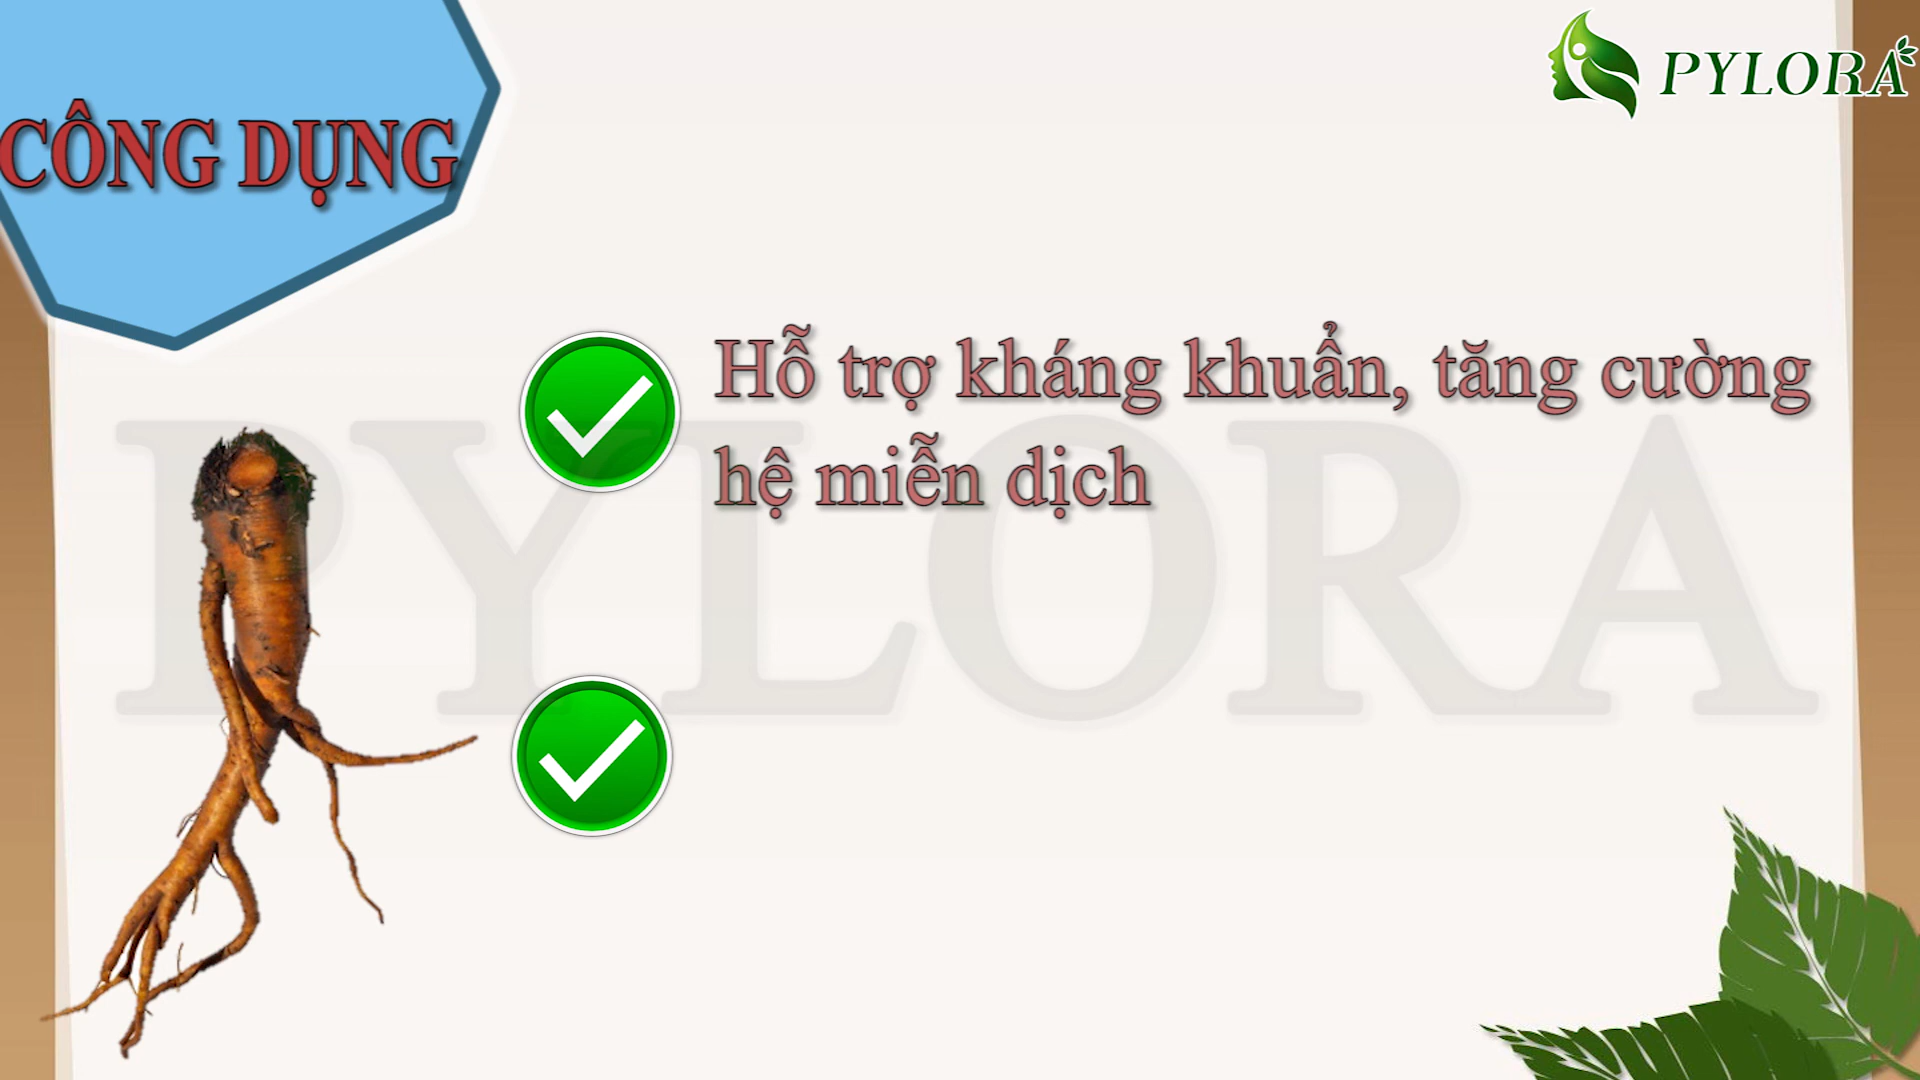 PYLORA
CÔNG DỤNG
Hỗ trợ kháng khuẩn, tăng cường
hệ miễn dịch
PYLORA